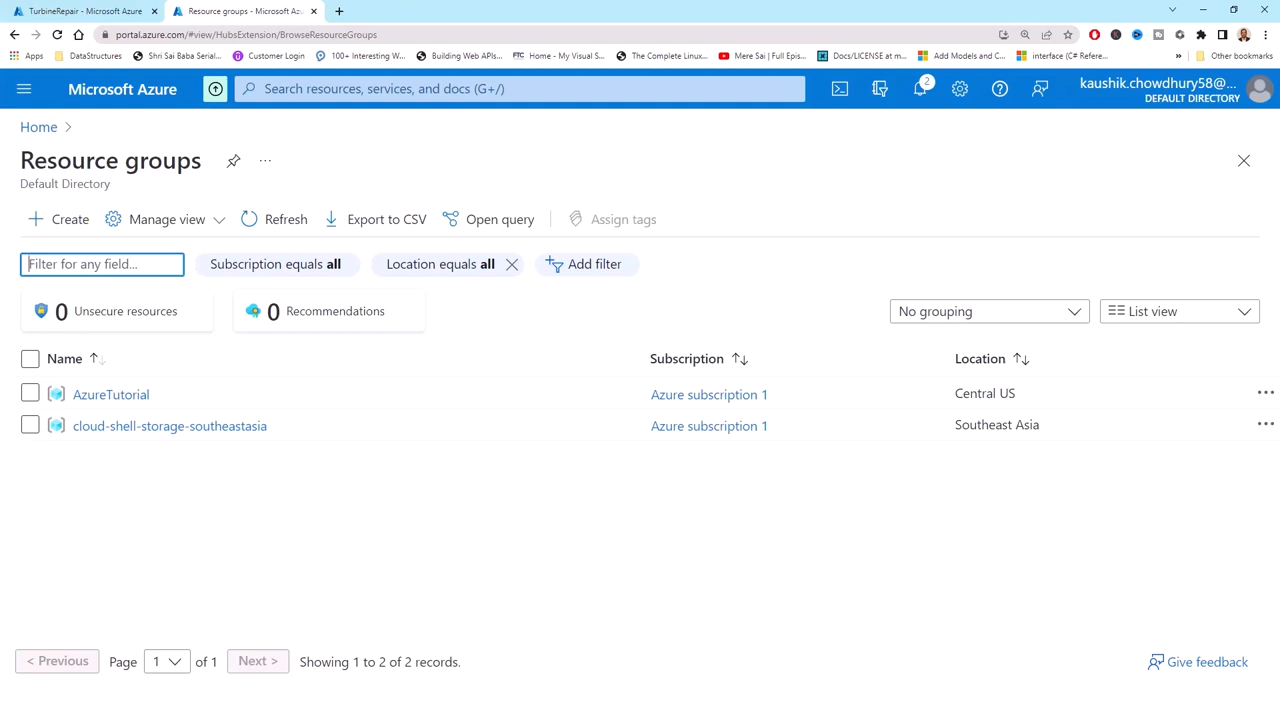 TurbineRepair - Microsoft Azure
Resource groups - Microsoft Az
portal.azure.com/#view/HubsExtension/BrowseResourceGroups
Apps
DataStructures
Shri Sai Baba Serial...
Customer Login
100+ Interesting W...
Building Web APIs...
FTC Home - My Visual S...
The Complete Linux...
Mere Sai | Full Epis...
Docs/LICENSE at m...
Add Models and C...
interface (C# Refere...
»
Other bookmarks
Microsoft Azure
Search resources, services, and docs (G+/)
2
kaushik.chowdhury58@...
DEFAULT DIRECTORY
Home
Resource groups
...
Default Directory
Create
Manage view
Refresh
Export to CSV
Open query
Assign tags
Filter for any field...
Subscription equals all
Location equals all
Add filter
0 Unsecure resources
0 Recommendations
No grouping
List view
Name
Subscription
Location
AzureTutorial
Azure subscription 1
Central US
cloud-shell-storage-southeastasia
Azure subscription 1
Southeast Asia
< Previous
Page 1 of 1
Next >
Showing 1 to 2 of 2 records.
Give feedback